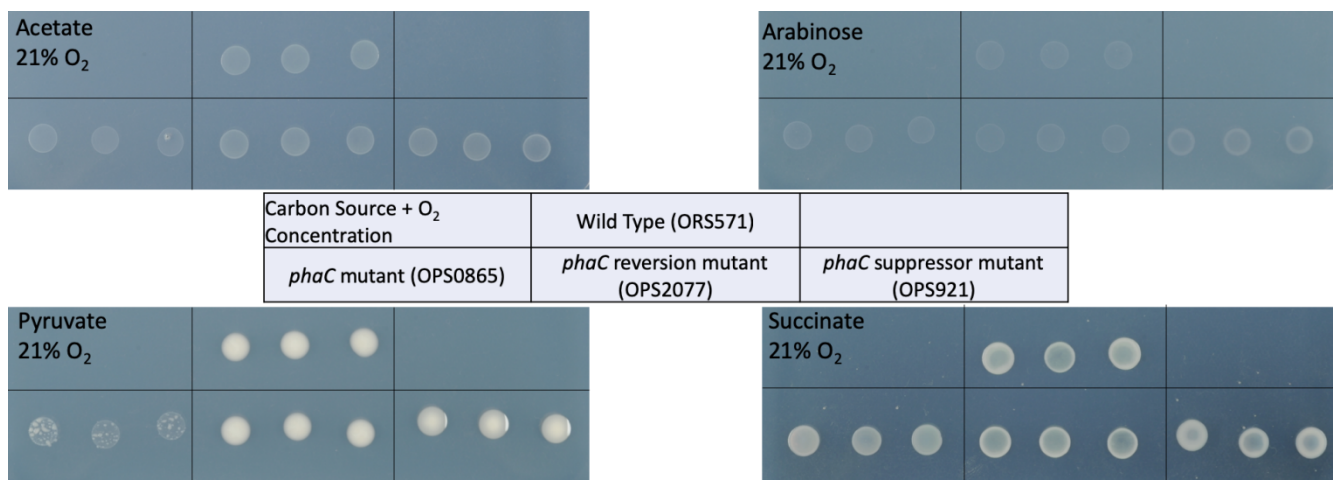 Acetate
21% O₂
Arabinose
21% O₂
Carbon Source + O₂
Concentration
Wild Type (ORS571)
phaC mutant (OPS0865)
phaC reversion mutant
(OPS2077)
phaC suppressor mutant
(OPS921)
Pyruvate
21% O₂
Succinate
21% O₂